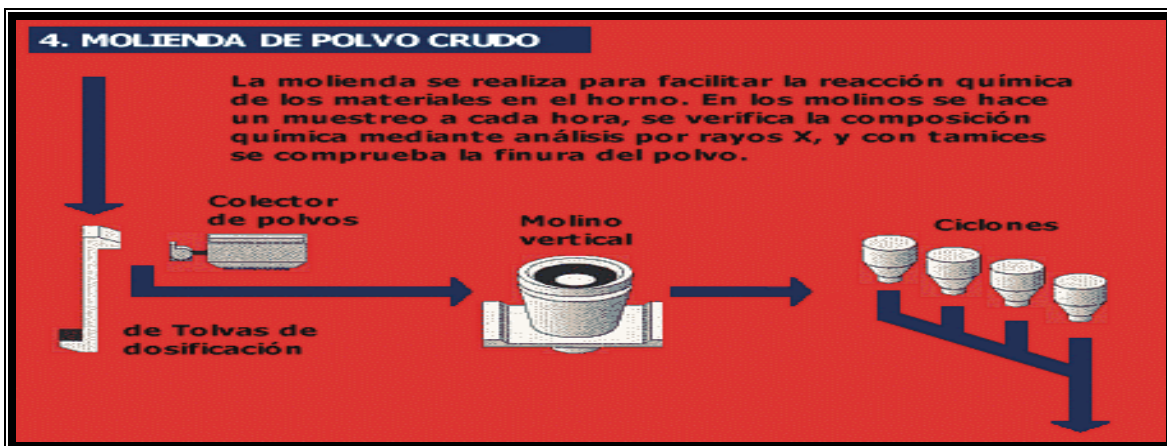 4. MOLIENDA DE POLVO CRUDO
La molienda se realiza para facilitar la reacción química
de los materiales en el horno. En los molinos se hace
un muestreo a cada hora, se verifica la composición
química mediante análisis por rayos X, y con tamices
se comprueba la finura del polvo.
Colector
de polvos
Molino
vertical
Ciclones
de Tolvas de
dosificación